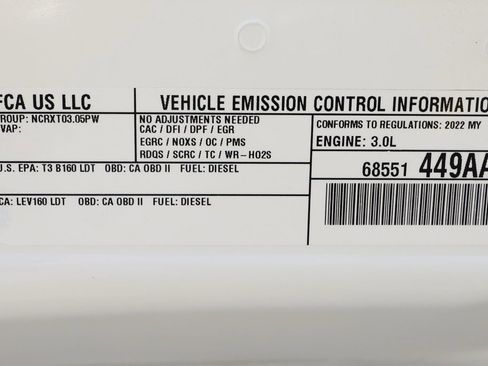 FCA US LLC
VEHICLE EMISSION CONTROL INFORMATION
GROUP: NCRXT03.05PW
VAP:
NO ADJUSTMENTS NEEDED
CAC / DFI / DPF / EGR
EGRC / NOXS / OC / PMS
RDQS / SCRC / TC / WR-HO2S
CONFORMS TO REGULATIONS: 2022 MY
ENGINE: 3.0L
68551 449AA
U.S. EPA: T3 B160 LDT OBD: CA OBD II FUEL: DIESEL
CA: LEV160 LDT OBD: CA OBD II FUEL: DIESEL